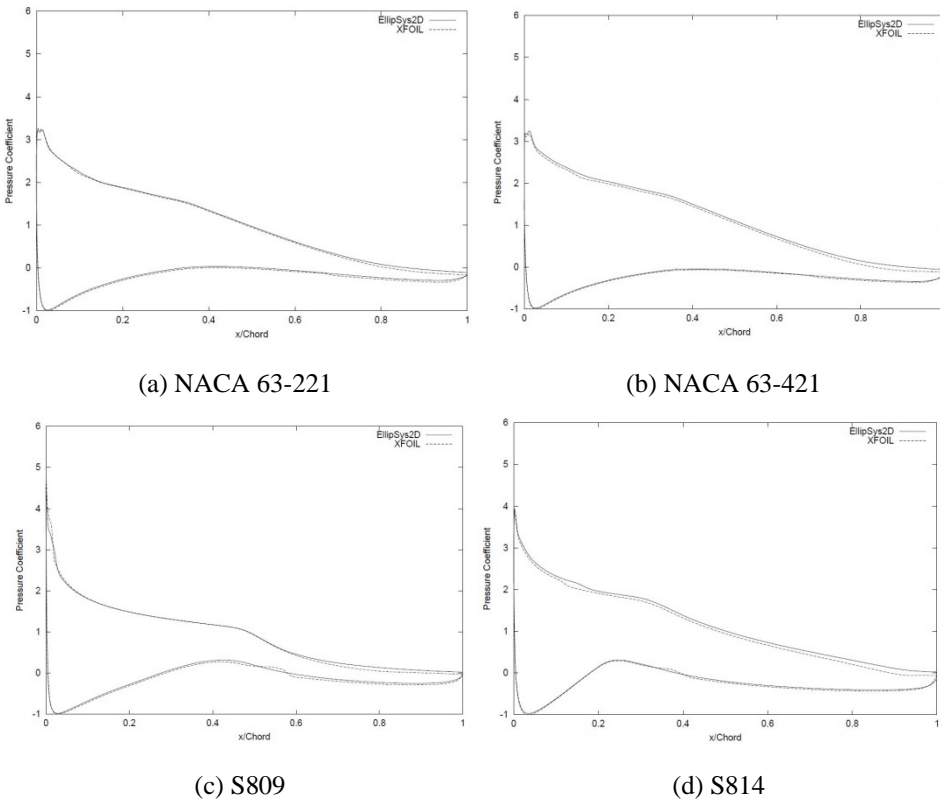 6
5
4
3
2
1
0
-1
Pressure Coefficient
EllipSys2D
XFOIL
0
0.2
0.4
0.6
0.8
1
x/Chord
(a) NACA 63-221
6
5
4
3
2
1
0
-1
Pressure Coefficient
EllipSys2D
XFOIL
0
0.2
0.4
0.6
0.8
x/Chord
(b) NACA 63-421
6
5
4
3
2
1
0
-1
Pressure Coefficient
EllipSys2D
XFOIL
0
0.2
0.4
0.6
0.8
1
x/Chord
(c) S809
6
5
4
3
2
1
0
-1
Pressure Coefficient
EllipSys2D
XFOIL
0
0.2
0.4
0.6
0.8
1
x/Chord
(d) S814